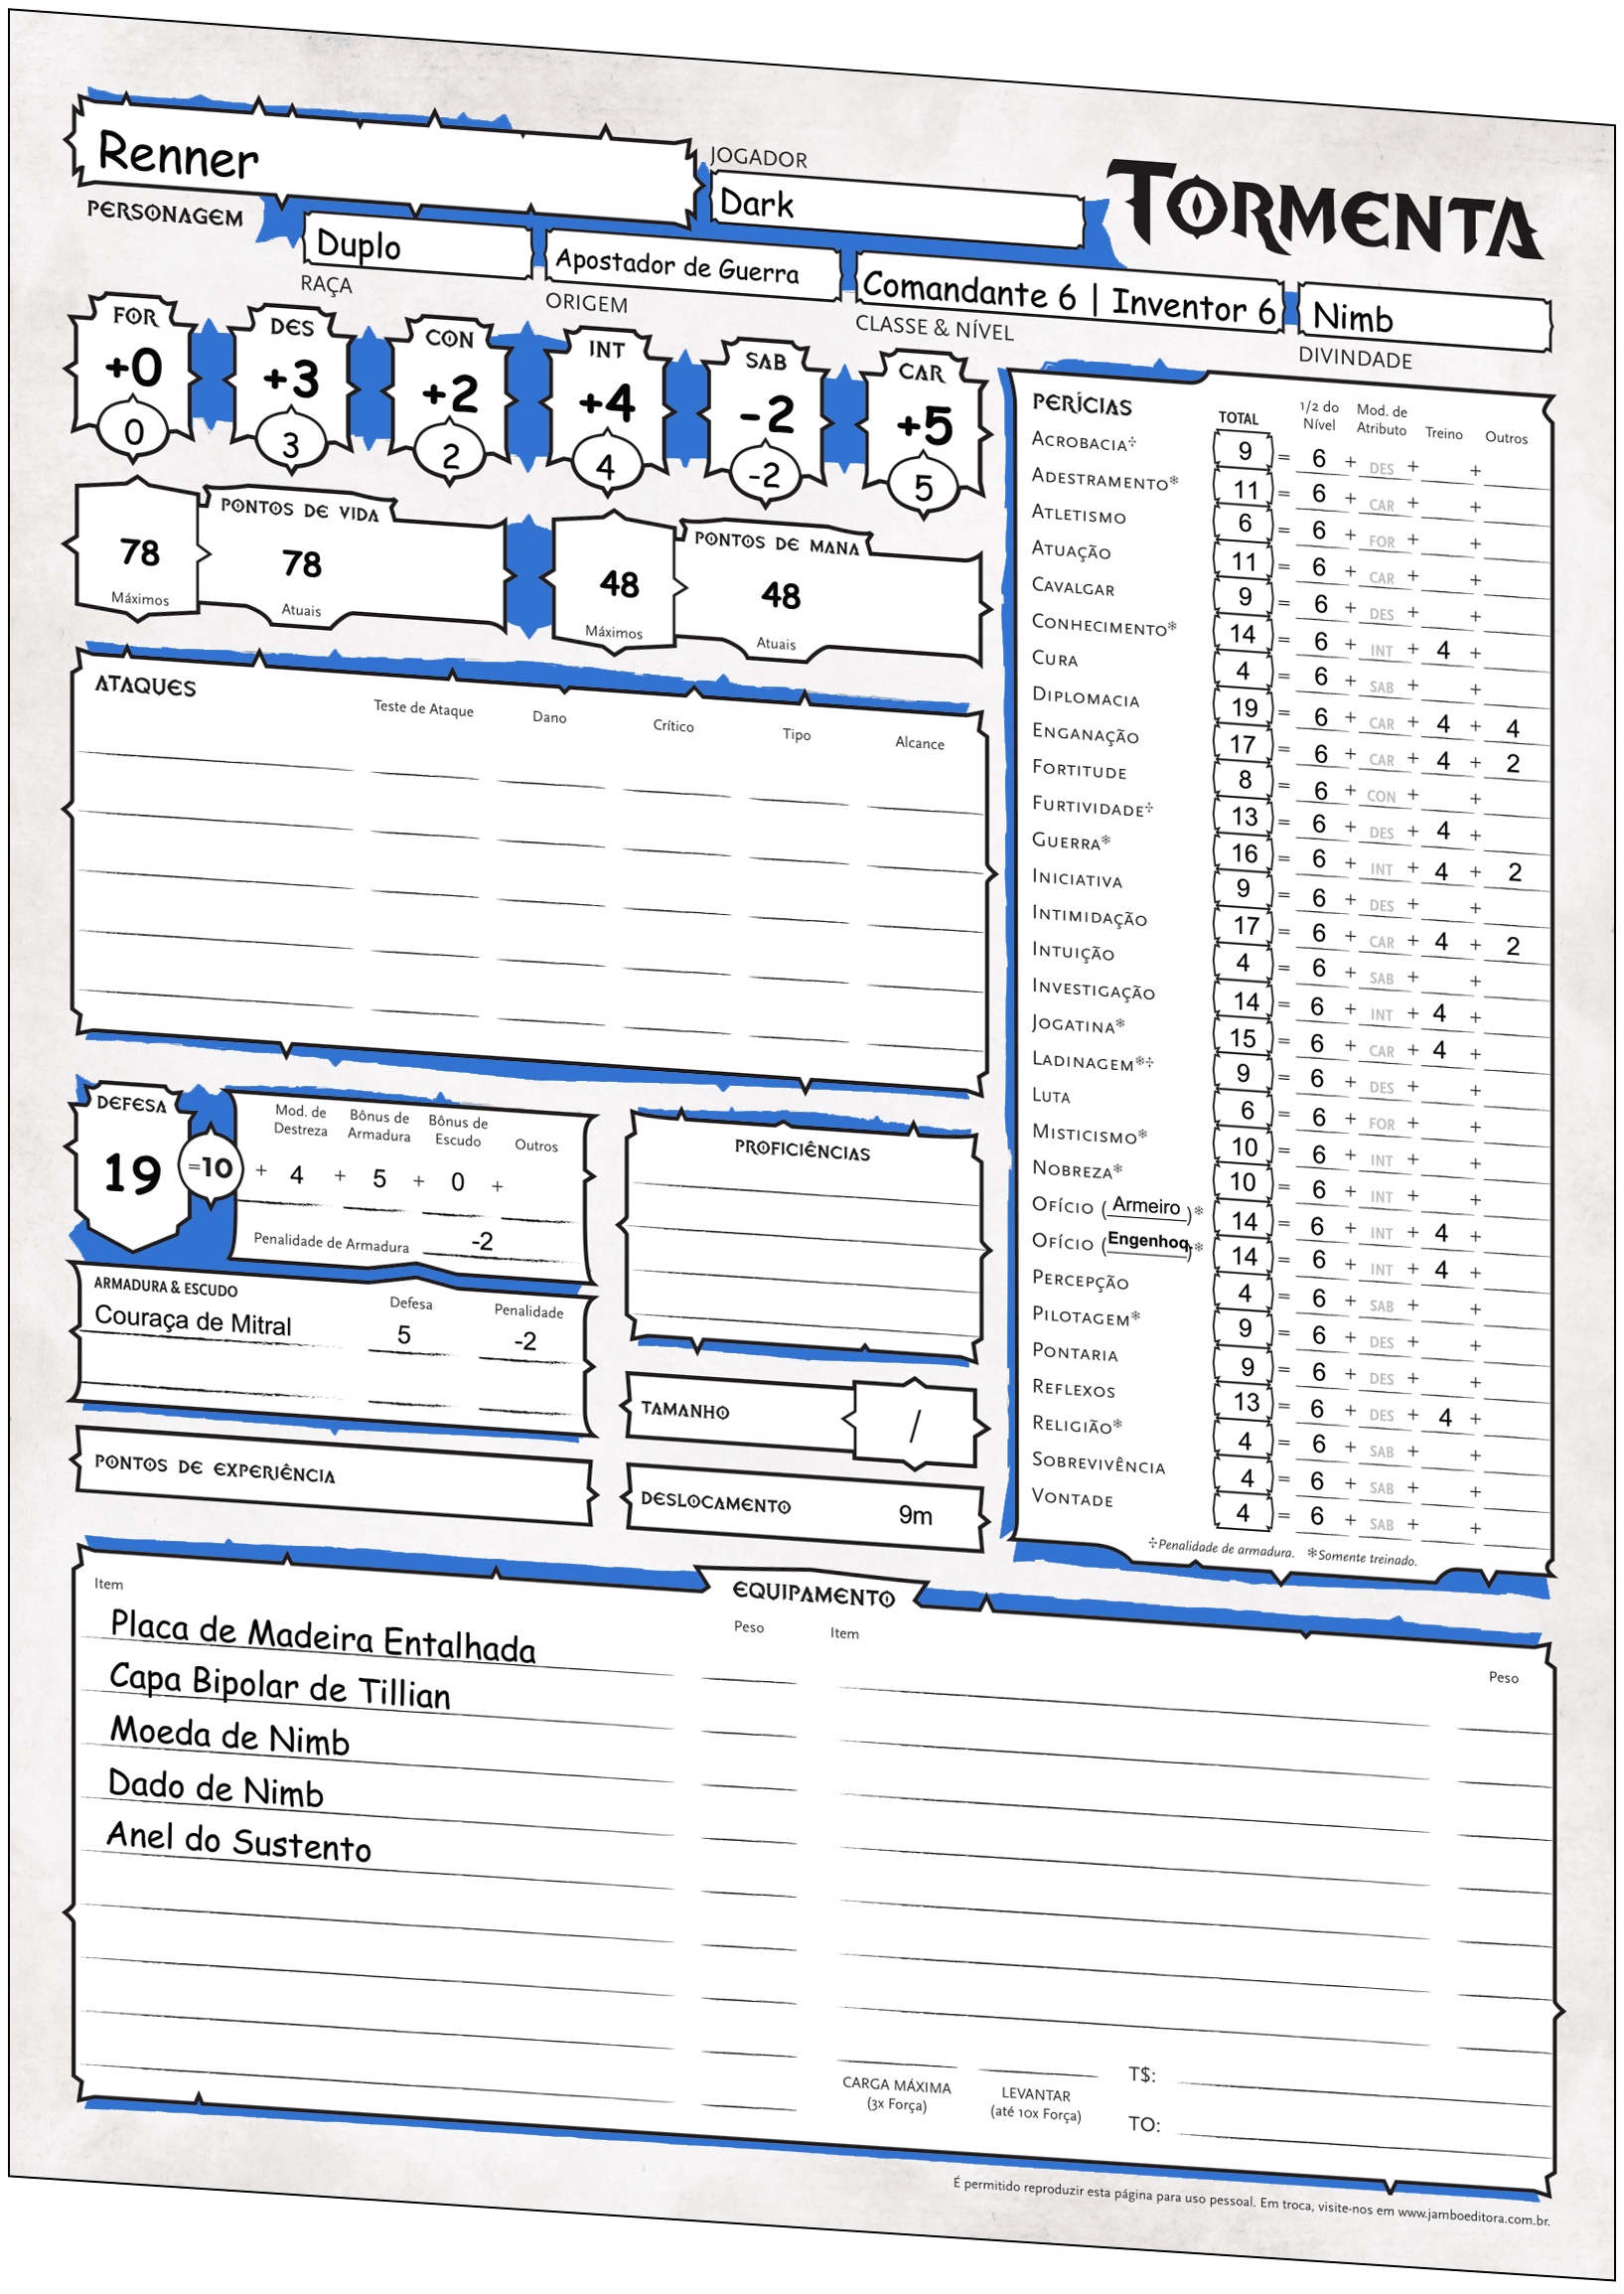 Renner
PERSONAGEM
JOGADOR
Dark
TORMENTA
Duplo
RAÇA
Apostador de Guerra
ORIGEM
Comandante 6 | Inventor 6
CLASSE & NÍVEL
Nimb
DIVINDADE
FOR +0 0
DES +3 3
CON +2 2
INT +4 4
SAB -2 -2
CAR +5 5
78 Máximos
PONTOS DE VIDA
78
Atuais
48
Máximos
PONTOS DE MANA
48
Atuais
ATAQUES Teste de Ataque Dano Crítico Tipo Alcance
DEFESA
19 =10
Mod. de Destreza Bônus de Armadura Bônus de Escudo Outros
+ 4 + 5 + 0 +
Penalidade de Armadura -2
ARMADURA & ESCUDO Defesa Penalidade
Couraça de Mitral 5 -2
PONTOS DE EXPERIÊNCIA
PROFICIÊNCIAS
TAMANHO /
DESLOCAMENTO 9m
PERÍCIAS TOTAL 1/2 do Nível Mod. de Atributo Treino Outros
ACROBACIA✣ 9 = 6 + DES + +
ADESTRAMENTO* 11 = 6 + CAR + +
ATLETISMO 6 = 6 + FOR + +
ATUAÇÃO 11 = 6 + CAR + +
CAVALGAR 9 = 6 + DES + +
CONHECIMENTO* 14 = 6 + INT + 4 +
CURA 4 = 6 + SAB + +
DIPLOMACIA 19 = 6 + CAR + 4 + 4
ENGANAÇÃO 17 = 6 + CAR + 4 + 2
FORTITUDE 8 = 6 + CON + +
FURTIVIDADE✣ 13 = 6 + DES + 4 +
GUERRA* 16 = 6 + INT + 4 + 2
INICIATIVA 9 = 6 + DES + +
INTIMIDAÇÃO 17 = 6 + CAR + 4 + 2
INTUIÇÃO 4 = 6 + SAB + +
INVESTIGAÇÃO 14 = 6 + INT + 4 +
JOGATINA* 15 = 6 + CAR + 4 +
LADINAGEM*✣ 9 = 6 + DES + +
LUTA 6 = 6 + FOR + +
MISTICISMO* 10 = 6 + INT + +
NOBREZA* 10 = 6 + INT + +
OFÍCIO (Armeiro)* 14 = 6 + INT + 4 +
OFÍCIO (Engenhoq)* 14 = 6 + INT + 4 +
PERCEPÇÃO 4 = 6 + SAB + +
PILOTAGEM* 9 = 6 + DES + +
PONTARIA 9 = 6 + DES + +
REFLEXOS 13 = 6 + DES + 4 +
RELIGIÃO* 4 = 6 + SAB + +
SOBREVIVÊNCIA 4 = 6 + SAB + +
VONTADE 4 = 6 + SAB + +
✣Penalidade de armadura. *Somente treinado.
EQUIPAMENTO
Item Peso Item Peso
Placa de Madeira Entalhada
Capa Bipolar de Tillian
Moeda de Nimb
Dado de Nimb
Anel do Sustento
CARGA MÁXIMA
(3x Força)
LEVANTAR
(até 10x Força)
T$:
TO:
É permitido reproduzir esta página para uso pessoal. Em troca, visite-nos em www.jamboeditora.com.br.